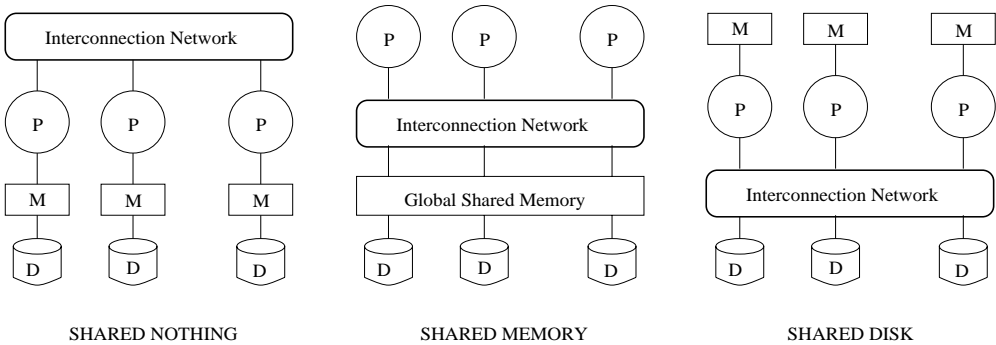 Interconnection Network
P
P
P
M
M
M
D
D
D
SHARED NOTHING
P
P
P
Interconnection Network
Global Shared Memory
D
D
D
SHARED MEMORY
M
M
M
P
P
P
Interconnection Network
D
D
D
SHARED DISK